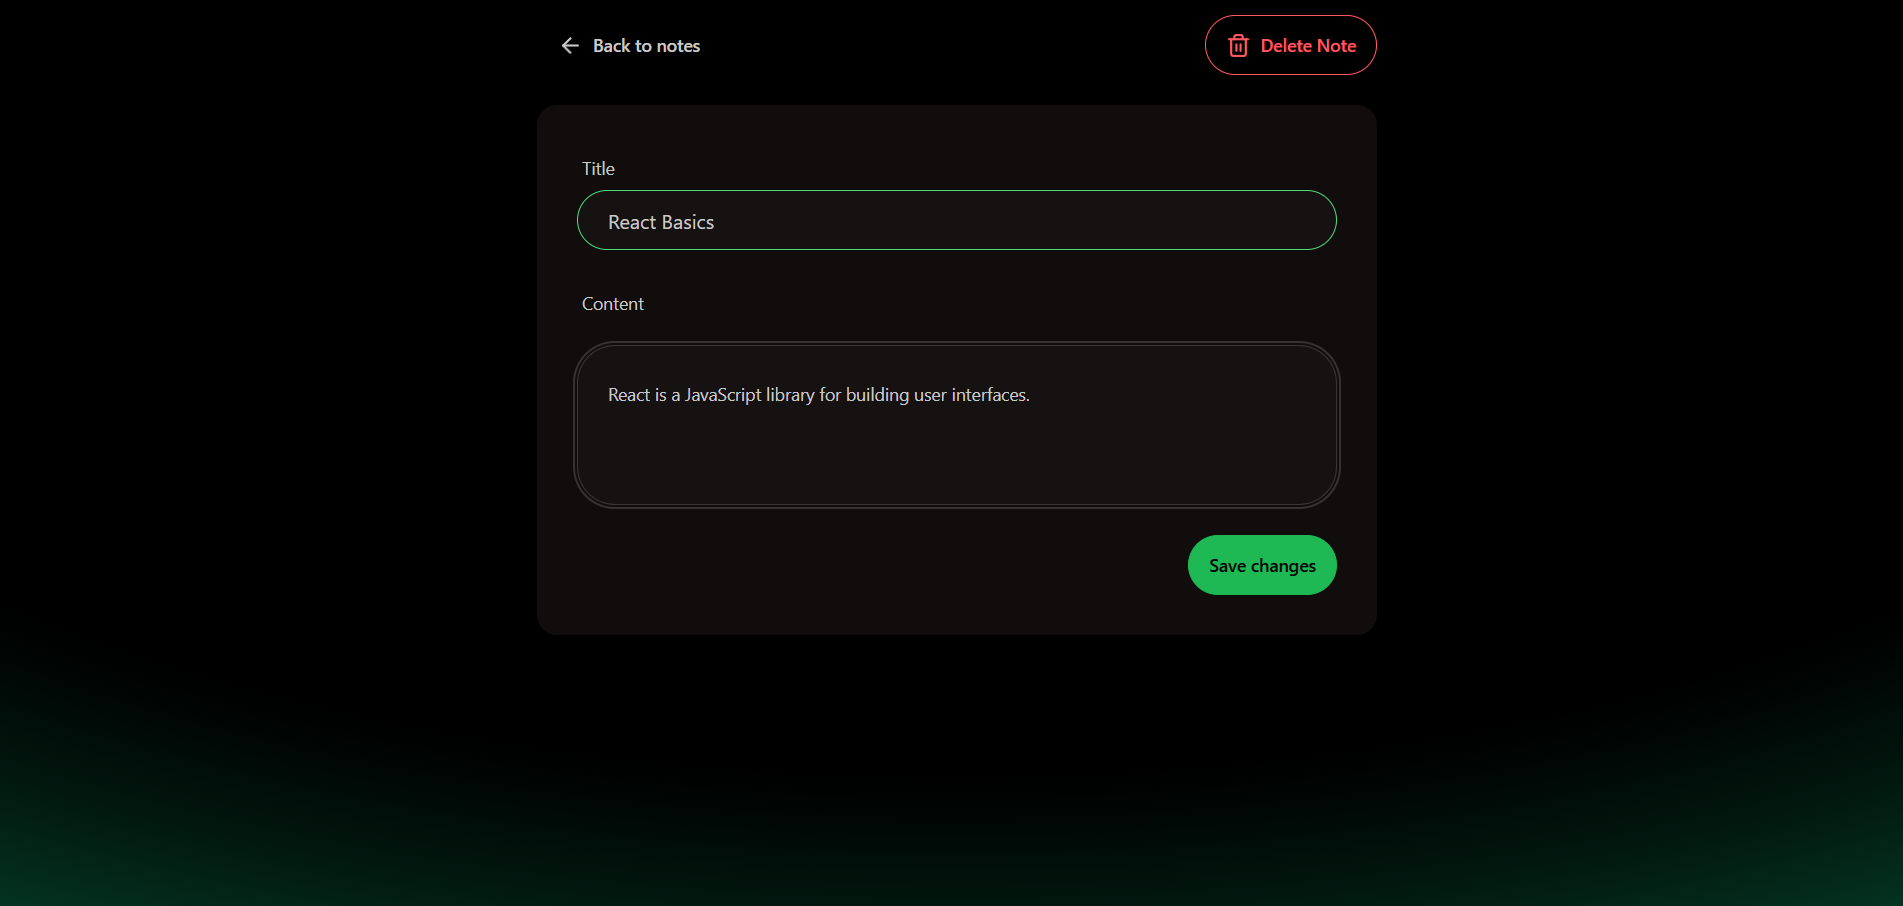 Back to notes
Delete Note
Title
React Basics
Content
React is a JavaScript library for building user interfaces.
Save changes